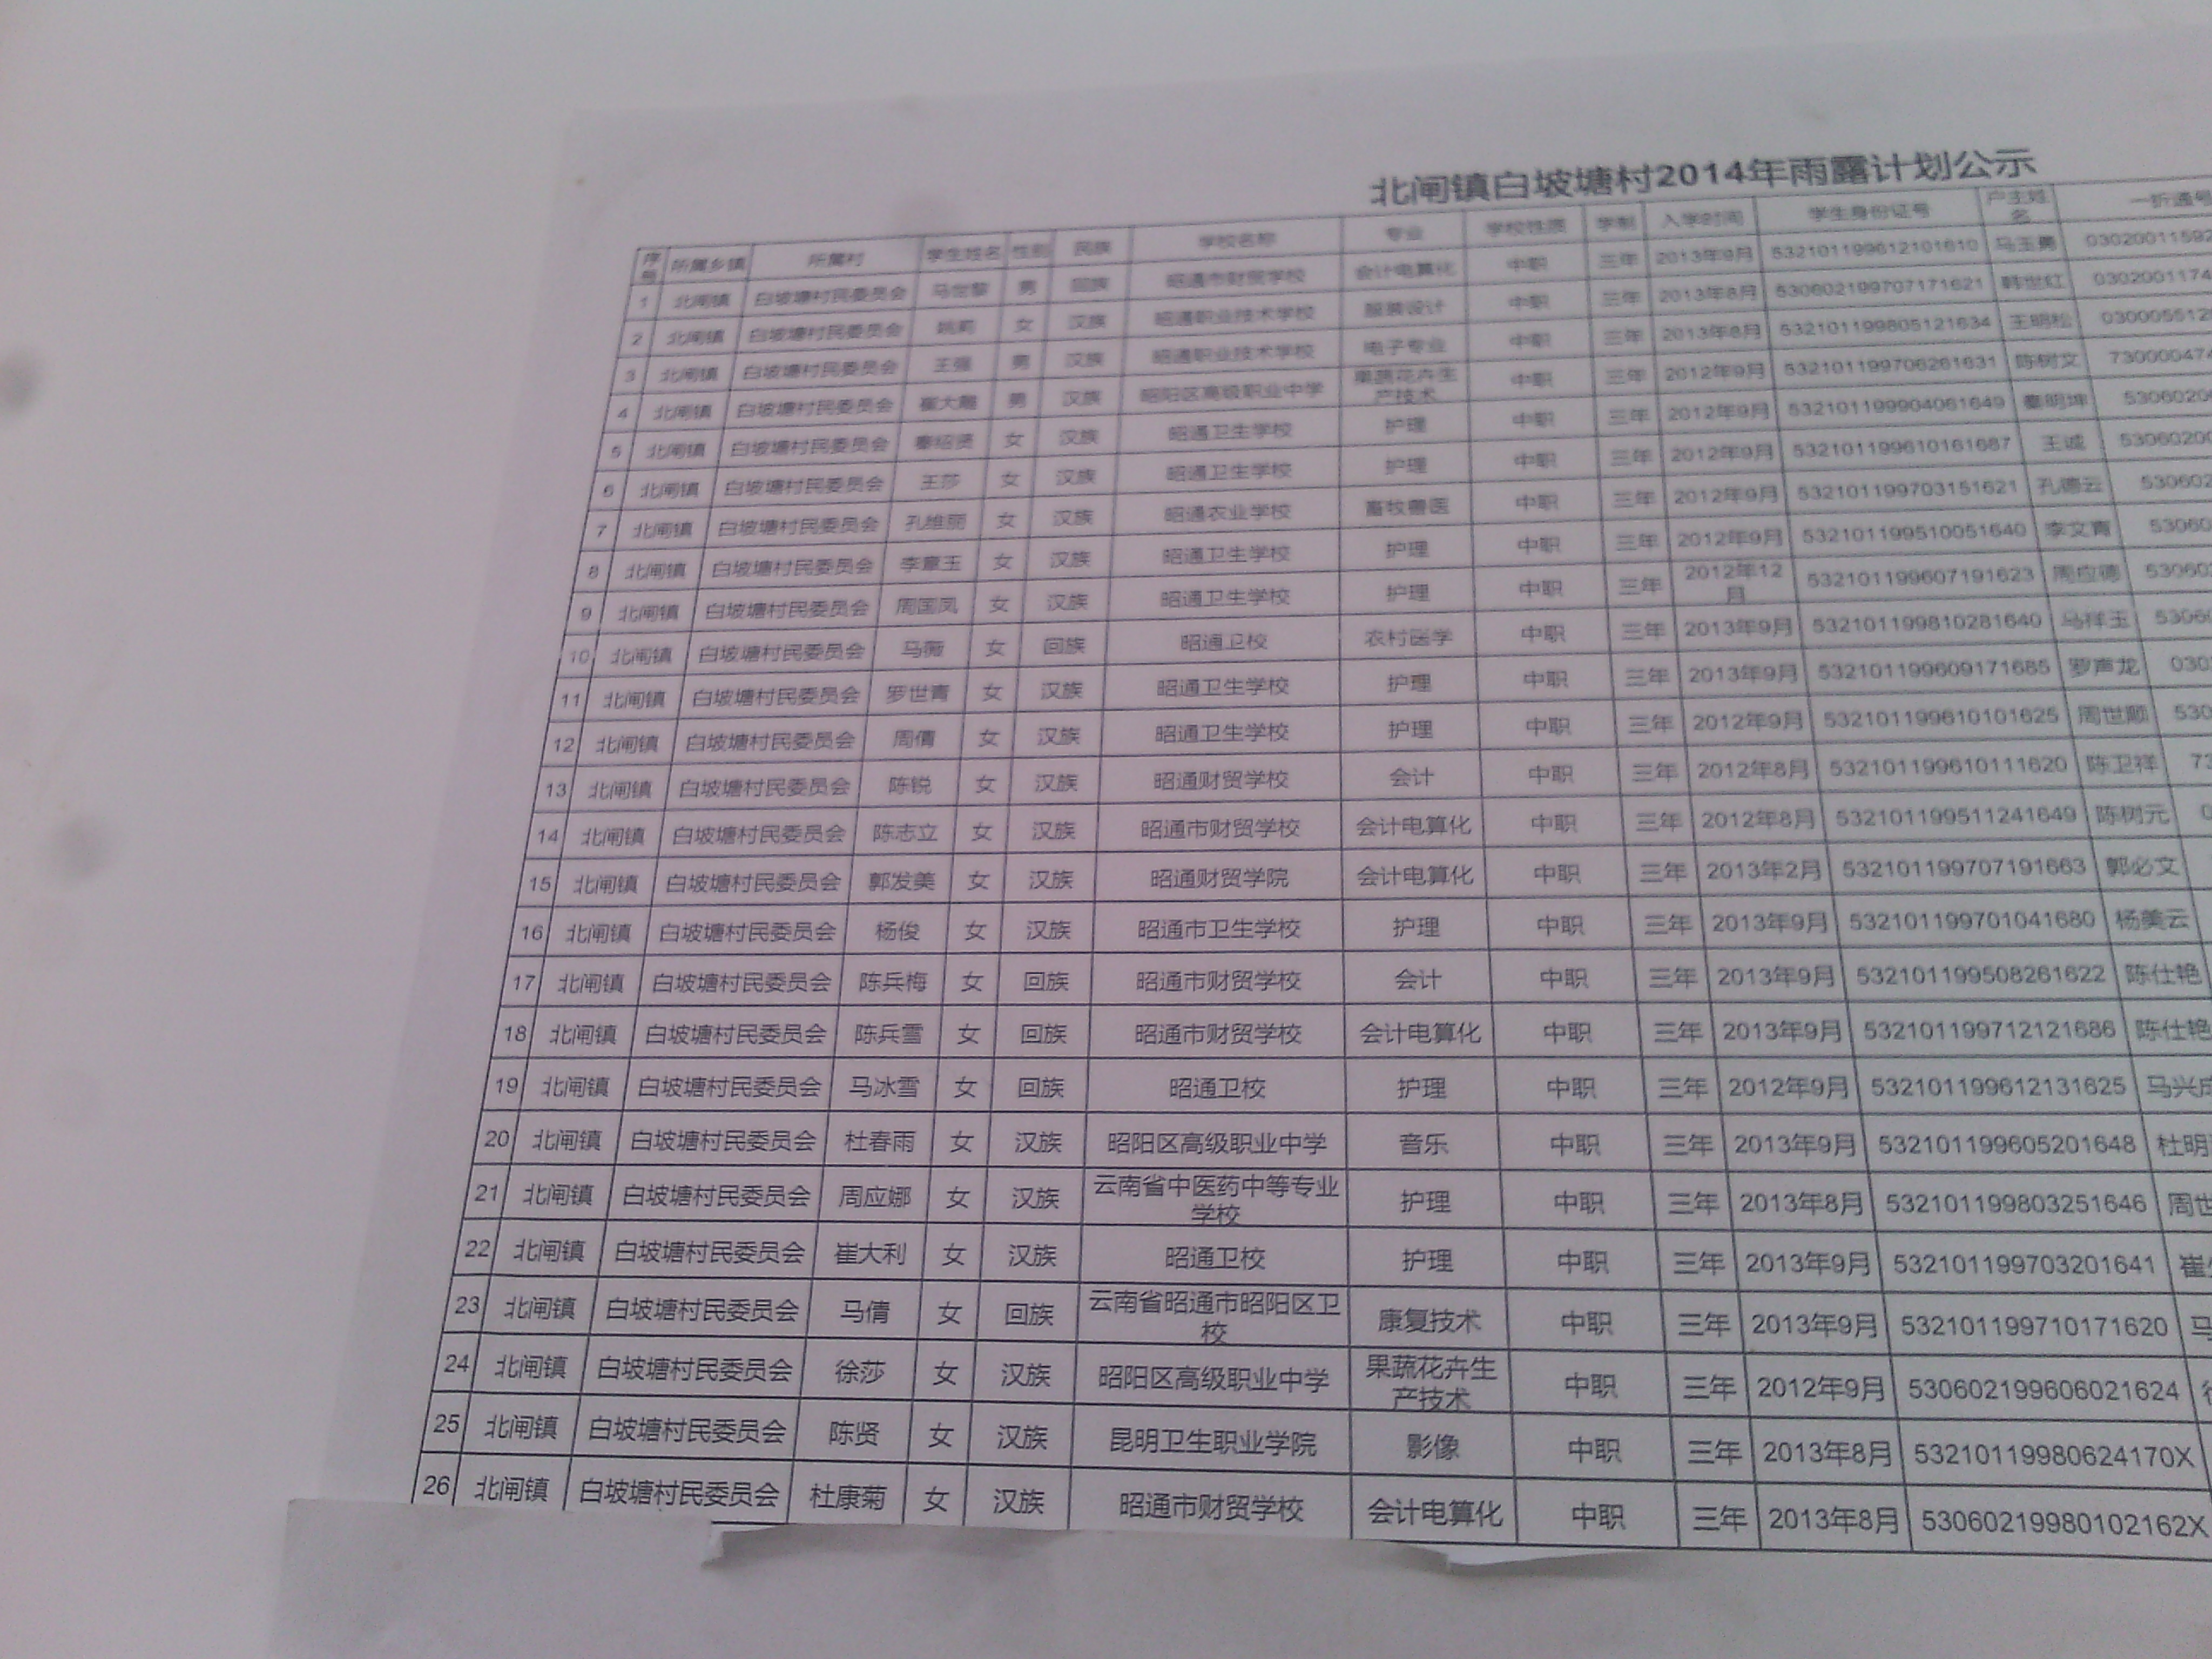 北闸镇白坡塘村2014年雨露计划公示
序号 所属乡镇 所属村 学生姓名 性别 民族 学校名称 专业 学校性质 学制 入学时间 学生身份证号 户主姓名 一折通号
1 北闸镇 白坡塘村民委员会 男 回族 昭通市财贸学校 会计电算化 中职 三年 2013年9月 532101199612101610 马玉勇
2 北闸镇 白坡塘村民委员会 姚莉 女 汉族 昭通职业技术学校 服装设计 中职 三年 2013年8月 530602199707171621 韩世红
3 北闸镇 白坡塘村民委员会 王强 男 汉族 昭通职业技术学校 电子专业 中职 三年 2013年8月 532101199805121634 王明松
4 北闸镇 白坡塘村民委员会 男 汉族 昭阳区高级职业中学 果蔬花卉生产技术 中职 三年 2012年9月 532101199706261631 陈树文
5 北闸镇 白坡塘村民委员会 秦绍贤 女 汉族 昭通卫生学校 护理 中职 三年 2012年9月 532101199904061649 秦明坤
6 北闸镇 白坡塘村民委员会 王莎 女 汉族 昭通卫生学校 护理 中职 三年 2012年9月 532101199610161687 王诚
7 北闸镇 白坡塘村民委员会 孔维丽 女 汉族 昭通农业学校 畜牧兽医 中职 三年 2012年9月 532101199703151621 孔德云
8 北闸镇 白坡塘村民委员会 李章玉 女 汉族 昭通卫生学校 护理 中职 三年 2012年9月 532101199510051640 李文青
9 北闸镇 白坡塘村民委员会 周国凤 女 汉族 昭通卫生学校 护理 中职 三年 2012年12月 532101199607191623 周应德
10 北闸镇 白坡塘村民委员会 马薇 女 回族 昭通卫校 农村医学 中职 三年 2013年9月 532101199810281640 马祥玉
11 北闸镇 白坡塘村民委员会 罗世青 女 汉族 昭通卫生学校 护理 中职 三年 2013年9月 532101199609171685 罗声龙
12 北闸镇 白坡塘村民委员会 周倩 女 汉族 昭通卫生学校 护理 中职 三年 2012年9月 532101199610101625 周世顺
13 北闸镇 白坡塘村民委员会 陈锐 女 汉族 昭通财贸学校 会计 中职 三年 2012年8月 532101199610111620 陈卫祥
14 北闸镇 白坡塘村民委员会 陈志立 女 汉族 昭通市财贸学校 会计电算化 中职 三年 2012年8月 532101199511241649 陈树元
15 北闸镇 白坡塘村民委员会 郭发美 女 汉族 昭通财贸学院 会计电算化 中职 三年 2013年2月 532101199707191663 郭必文
16 北闸镇 白坡塘村民委员会 杨俊 女 汉族 昭通市卫生学校 护理 中职 三年 2013年9月 532101199701041680 杨美云
17 北闸镇 白坡塘村民委员会 陈兵梅 女 回族 昭通市财贸学校 会计 中职 三年 2013年9月 532101199508261622 陈仕艳
18 北闸镇 白坡塘村民委员会 陈兵雪 女 回族 昭通市财贸学校 会计电算化 中职 三年 2013年9月 532101199712121686 陈仕艳
19 北闸镇 白坡塘村民委员会 马冰雪 女 回族 昭通卫校 护理 中职 三年 2012年9月 532101199612131625 马兴
20 北闸镇 白坡塘村民委员会 杜春雨 女 汉族 昭阳区高级职业中学 音乐 中职 三年 2013年9月 532101199605201648 杜明
21 北闸镇 白坡塘村民委员会 周应娜 女 汉族 云南省中医药中等专业学校 护理 中职 三年 2013年8月 532101199803251646 周世
22 北闸镇 白坡塘村民委员会 崔大利 女 汉族 昭通卫校 护理 中职 三年 2013年9月 532101199703201641 崔
23 北闸镇 白坡塘村民委员会 马倩 女 回族 云南省昭通市昭阳区卫校 康复技术 中职 三年 2013年9月 532101199710171620 马
24 北闸镇 白坡塘村民委员会 徐莎 女 汉族 昭阳区高级职业中学 果蔬花卉生产技术 中职 三年 2012年9月 530602199606021624
25 北闸镇 白坡塘村民委员会 陈贤 女 汉族 昆明卫生职业学院 影像 中职 三年 2013年8月 53210119980624170X
26 北闸镇 白坡塘村民委员会 杜康菊 女 汉族 昭通市财贸学校 会计电算化 中职 三年 2013年8月 53060219980102162X